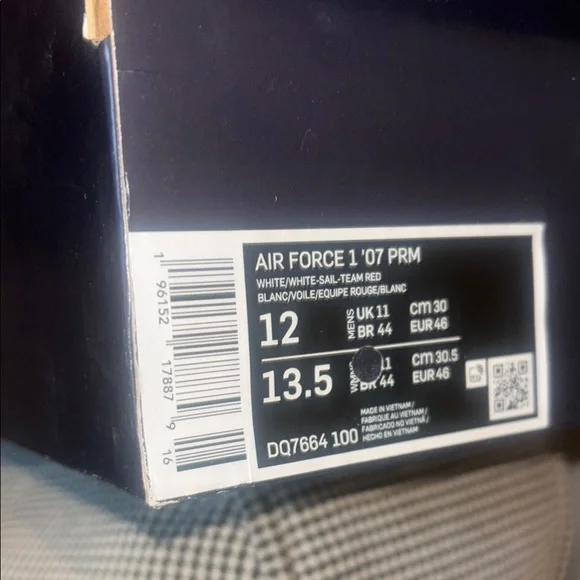 AIR FORCE 1 '07 PRM
WHITE/WHITE-SAIL-TEAM RED
BLANC/VOILE/EQUIPE ROUGE/BLANC
12
MENS
UK 11
BR 44
CM 30
EUR 46
13.5
11
BR 44
CM 30.5
EUR 46
DQ7664 100
MADE IN VIETNAM/
FABRIQUE AU VIETNAM/
FABRICADO NO VIETNÃ/
HECHO EN VIETNAM
1 96152 17887 9 16